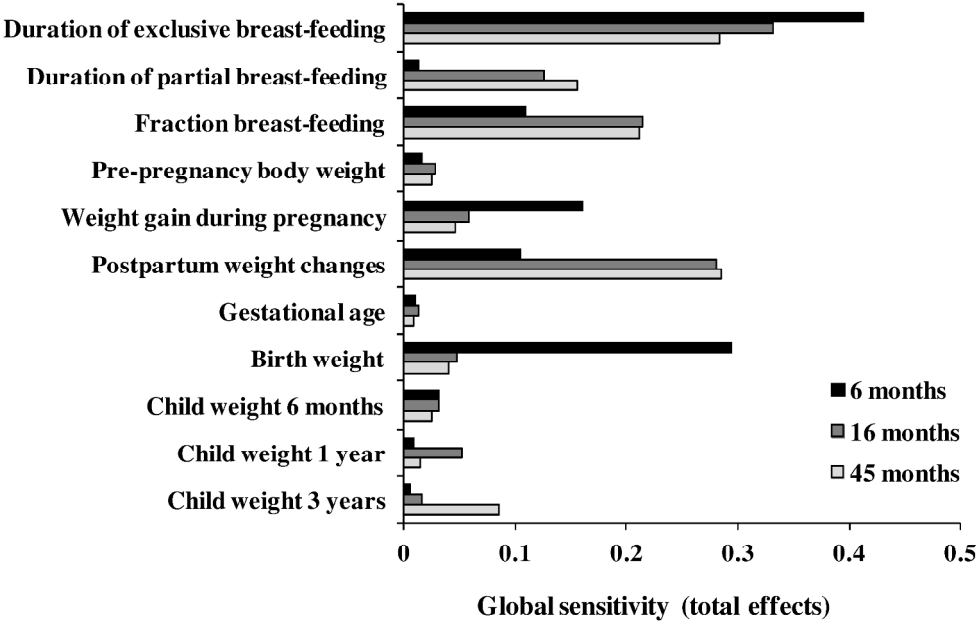 Duration of exclusive breast-feeding
Duration of partial breast-feeding
Fraction breast-feeding
Pre-pregnancy body weight
Weight gain during pregnancy
Postpartum weight changes
Gestational age
Birth weight
Child weight 6 months
Child weight 1 year
Child weight 3 years
6 months
16 months
45 months
0 0.1 0.2 0.3 0.4 0.5
Global sensitivity (total effects)